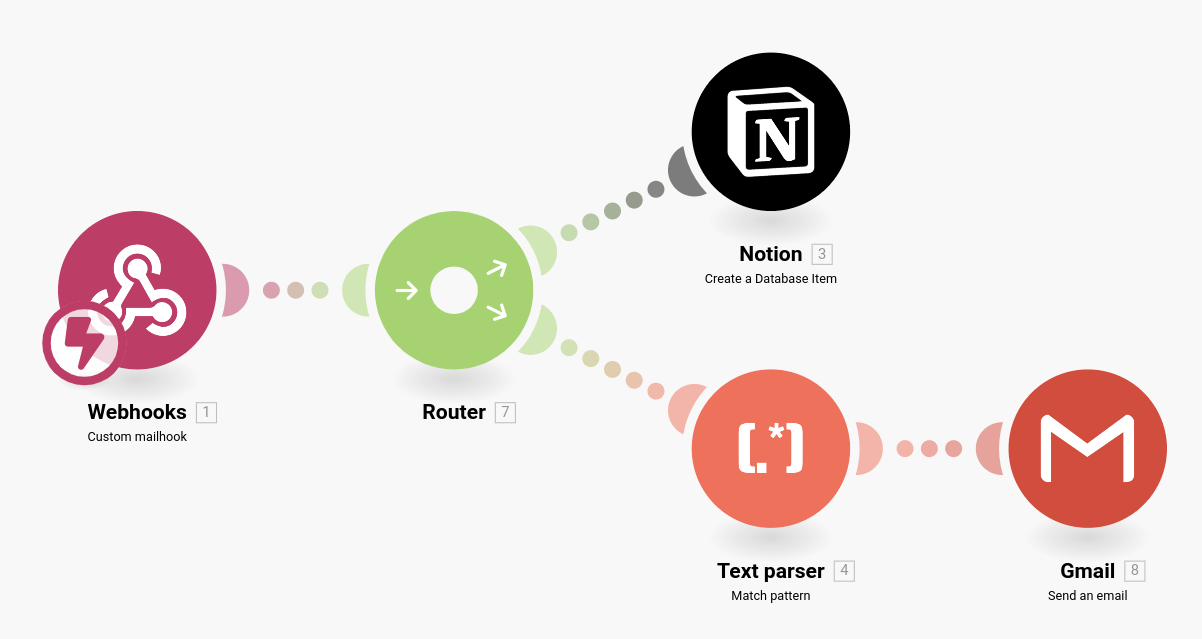 Webhooks 1
Custom mailhook
Router 7
N
Notion 3
Create a Database Item
[.*]
Text parser 4
Match pattern
M
Gmail 8
Send an email